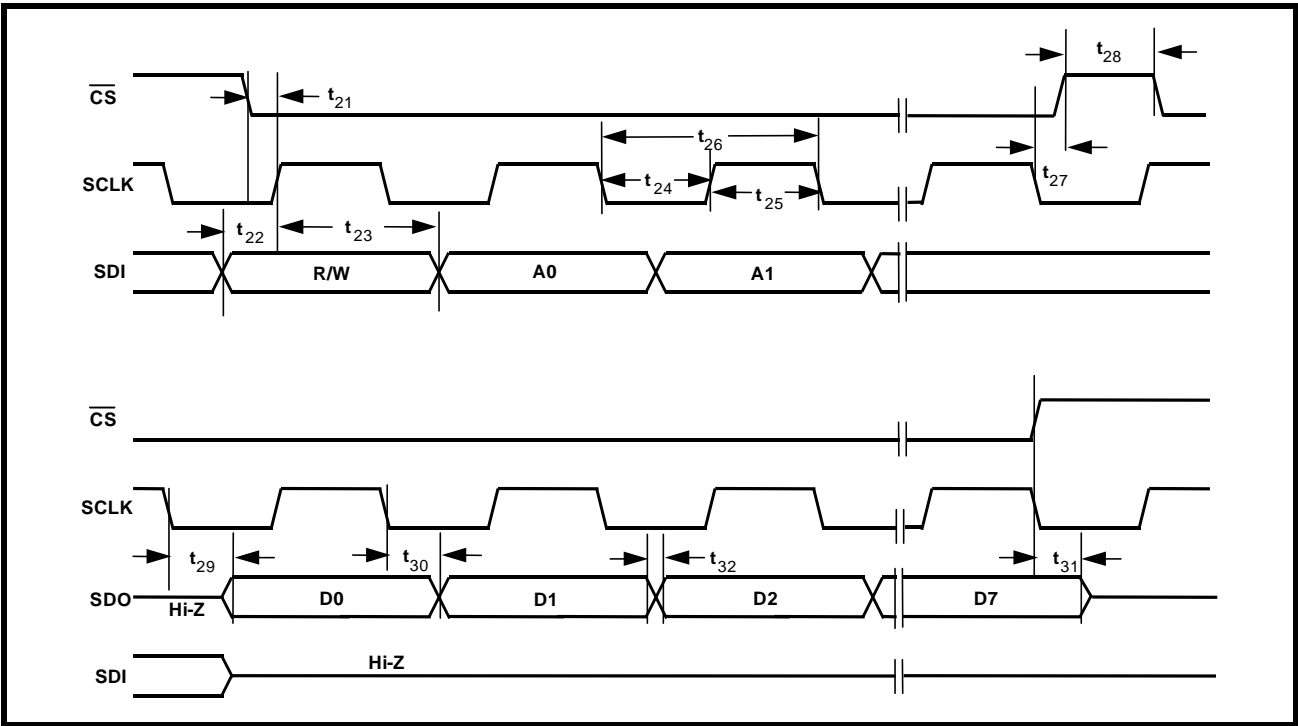 t28
CS
t21
t26
SCLK
t24
t25
t27
t22
t23
SDI
R/W
A0
A1
CS
SCLK
t29
t30
t32
t31
SDO
Hi-Z
D0
D1
D2
D7
SDI
Hi-Z